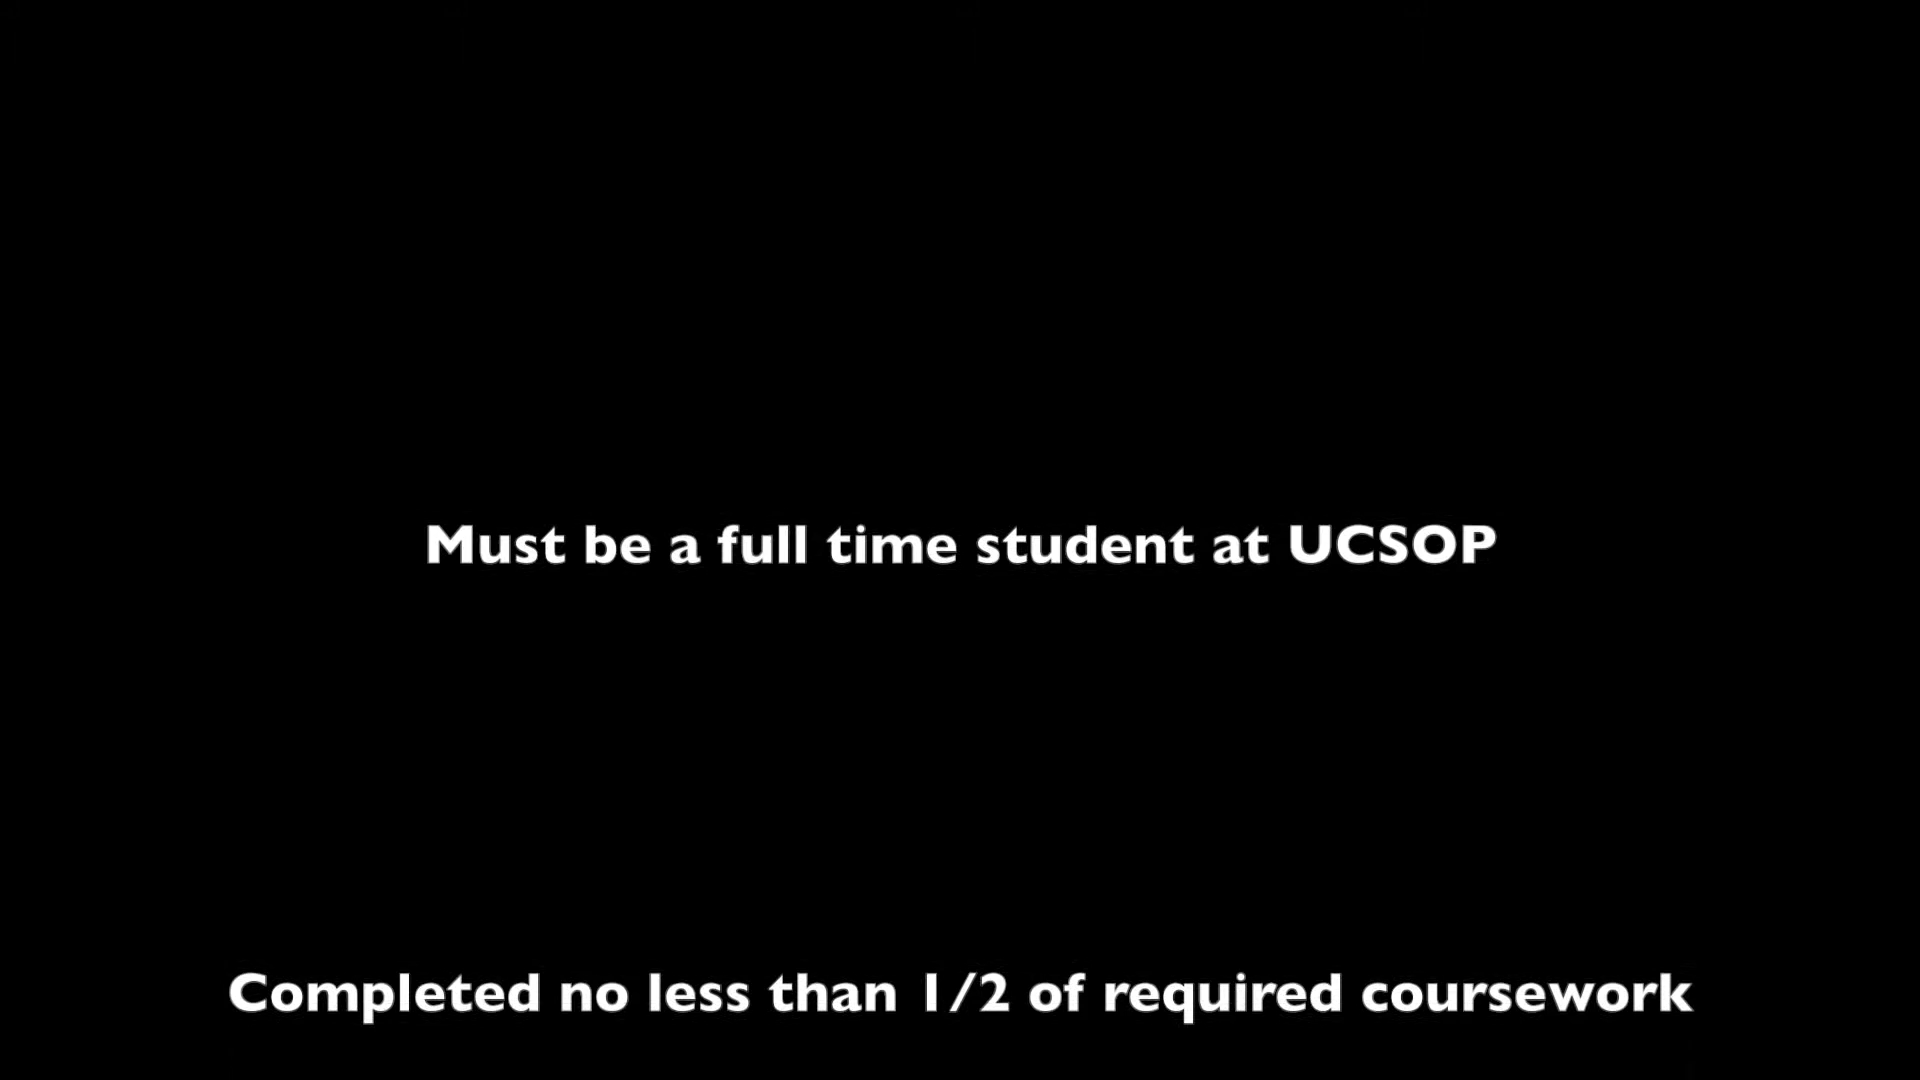 Must be a full time student at UCSOP
Completed no less than 1/2 of required coursework